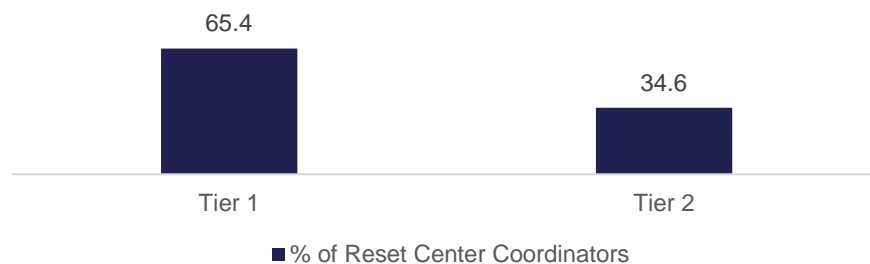 65.4
34.6
Tier 1
Tier 2
% of Reset Center Coordinators